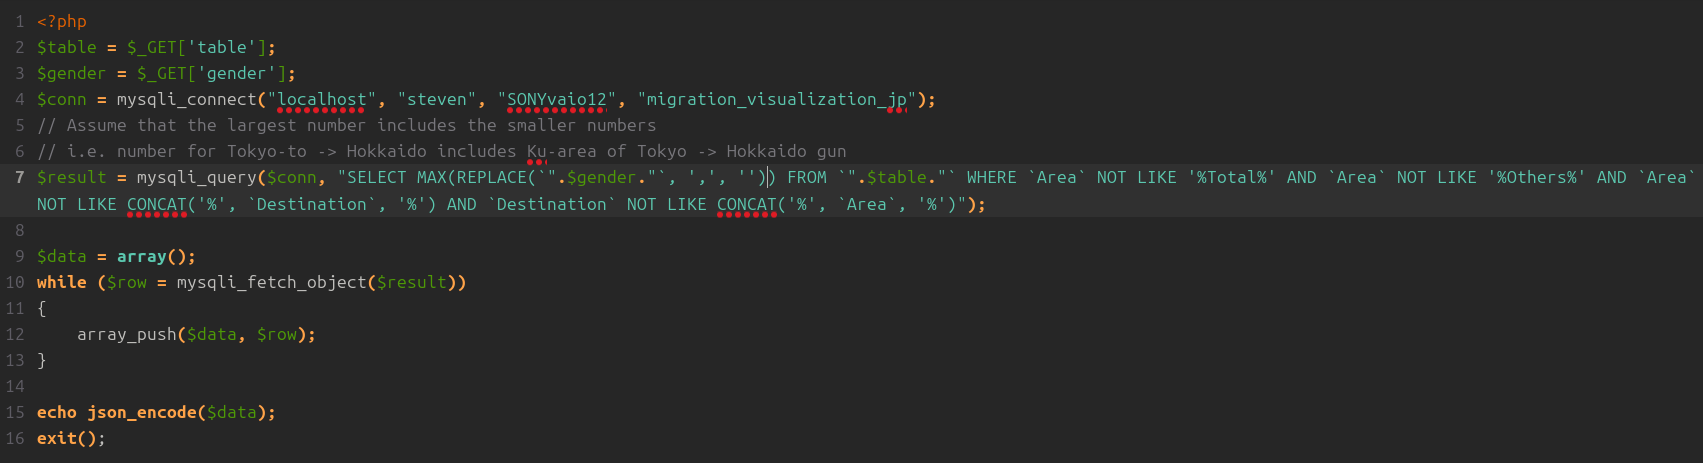 1 <?php
2 $table = $_GET['table'];
3 $gender = $_GET['gender'];
4 $conn = mysqli_connect("localhost", "steven", "SONYvaio12", "migration_visualization_jp");
5 // Assume that the largest number includes the smaller numbers
6 // i.e. number for Tokyo-to -> Hokkaido includes Ku-area of Tokyo -> Hokkaido gun
7 $result = mysqli_query($conn, "SELECT MAX(REPLACE(`".$gender."`, ',', '')) FROM `".$table."` WHERE `Area` NOT LIKE '%Total%' AND `Area` NOT LIKE '%Others%' AND `Area`
NOT LIKE CONCAT('%', `Destination`, '%') AND `Destination` NOT LIKE CONCAT('%', `Area`, '%')");
8
9 $data = array();
10 while ($row = mysqli_fetch_object($result))
11 {
12     array_push($data, $row);
13 }
14
15 echo json_encode($data);
16 exit();